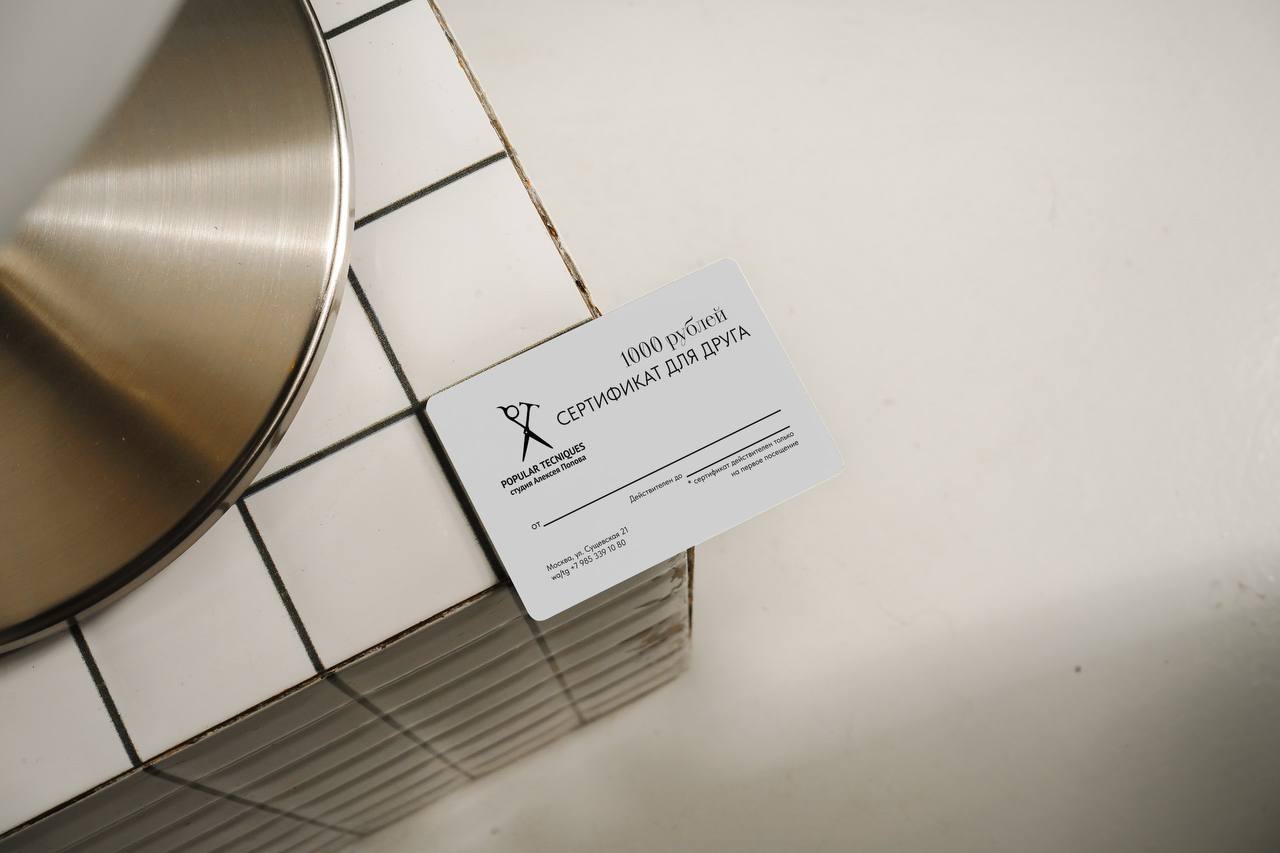 1000 рублей
СЕРТИФИКАТ ДЛЯ ДРУГА
POPULAR TECNIQUES
студия Алексея Попова
от
Действителен до
* сертификат действителен только
на первое посещение
Москва, ул. Сущевская 21
wa/tg +7 985 339 10 80